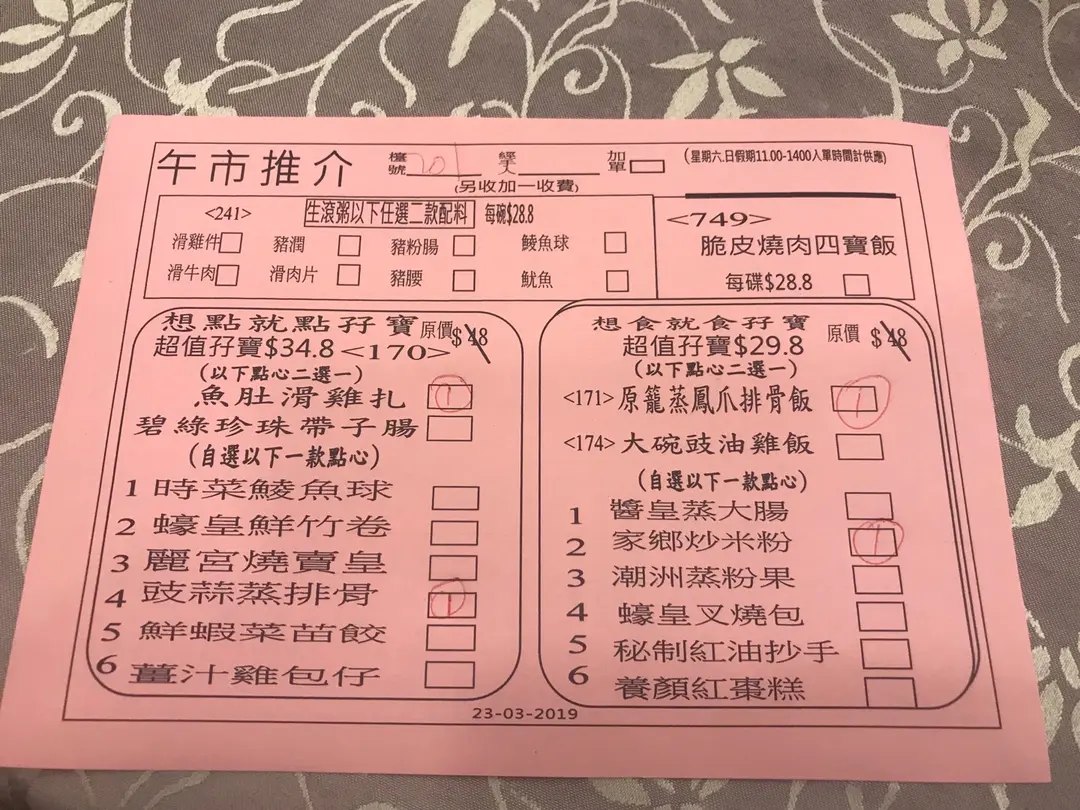 午市推介 檯號 201 經手人 加單 (星期六.日假期11.00-1400人單時間計供應)
(另收加一收費)
<241> 生滾粥以下任選二款配料 每碗$28.8
滑雞件 豬潤 豬粉腸 鯪魚球
滑牛肉 滑肉片 豬腰 魷魚
<749>
脆皮燒肉四寶飯
每碟$28.8
想點就點孖寶 原價$48
超值孖寶$34.8 <170>
(以下點心二選一)
魚肚滑雞扎 1
碧綠珍珠帶子腸
(自選以下一款點心)
1 時菜鯪魚球
2 蠔皇鮮竹卷
3 麗宮燒賣皇
4 豉蒜蒸排骨 1
5 鮮蝦菜苗餃
6 薑汁雞包仔
想食就食孖寶 原價 $48
超值孖寶$29.8
(以下點心二選一)
<171> 原籠蒸鳳爪排骨飯 1
<174> 大碗豉油雞飯
(自選以下一款點心)
1 醬皇蒸大腸
2 家鄉炒米粉 1
3 潮洲蒸粉果
4 蠔皇叉燒包
5 秘制紅油抄手
6 養顏紅棗糕
23-03-2019